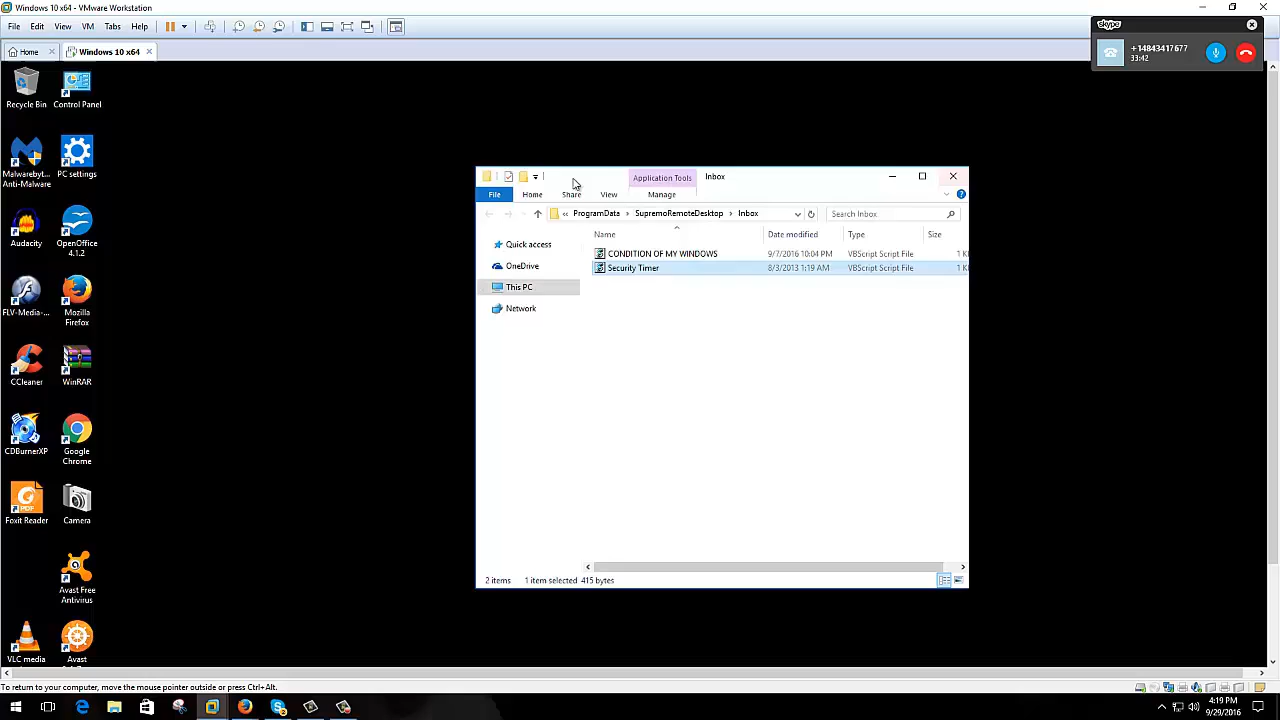 Windows 10 x64 - VMware Workstation
File Edit View VM Tabs Help
skype
+14843417677
33:42
Home
Windows 10 x64
Recycle Bin
Control Panel
Malwarebyt...
Anti-Malware
PC settings
Audacity
OpenOffice
4.1.2
FLV-Media-...
Mozilla
Firefox
CCleaner
WinRAR
CDBurnerXP
Google
Chrome
Foxit Reader
Camera
Avast Free
Antivirus
VLC media
Avast
Application Tools
Inbox
File Home Share View Manage
« ProgramData › SupremoRemoteDesktop › Inbox
Search Inbox
Quick access
OneDrive
This PC
Network
Name Date modified Type Size
CONDITION OF MY WINDOWS 9/7/2016 10:04 PM VBScript Script File 1 K
Security Timer 8/3/2013 1:19 AM VBScript Script File 1 K
2 items 1 item selected 415 bytes
To return to your computer, move the mouse pointer outside or press Ctrl+Alt.
4:19 PM
9/29/2016